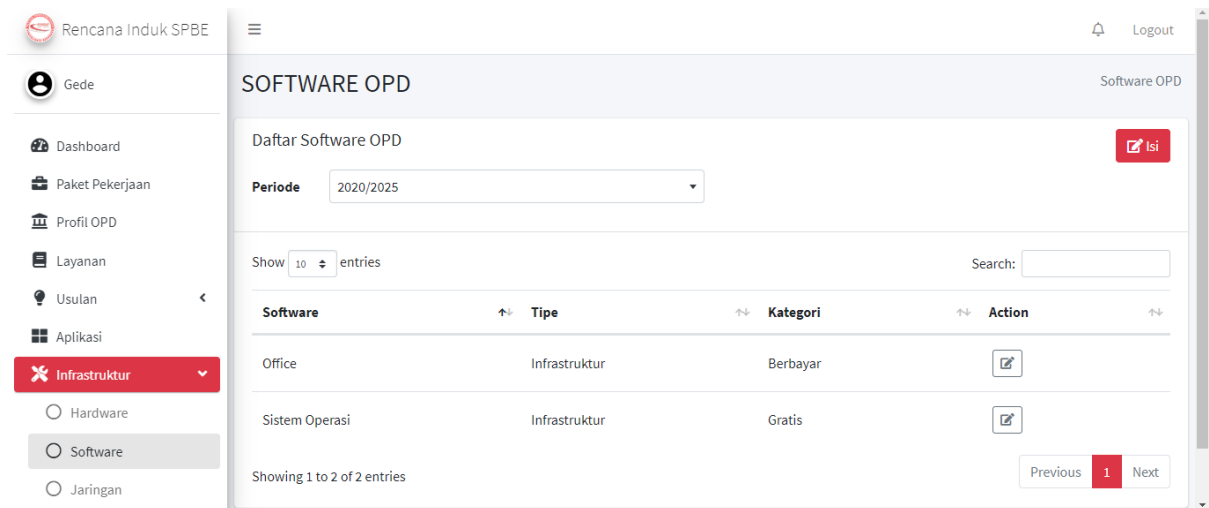 Rencana Induk SPBE
Logout
Gede
SOFTWARE OPD
Software OPD
Dashboard
Paket Pekerjaan
Profil OPD
Layanan
Usulan
Aplikasi
Infrastruktur
Hardware
Software
Jaringan
Daftar Software OPD
Isi
Periode 2020/2025
Show 10 entries
Search:
Software Tipe Kategori Action
Office Infrastruktur Berbayar
Sistem Operasi Infrastruktur Gratis
Showing 1 to 2 of 2 entries
Previous 1 Next